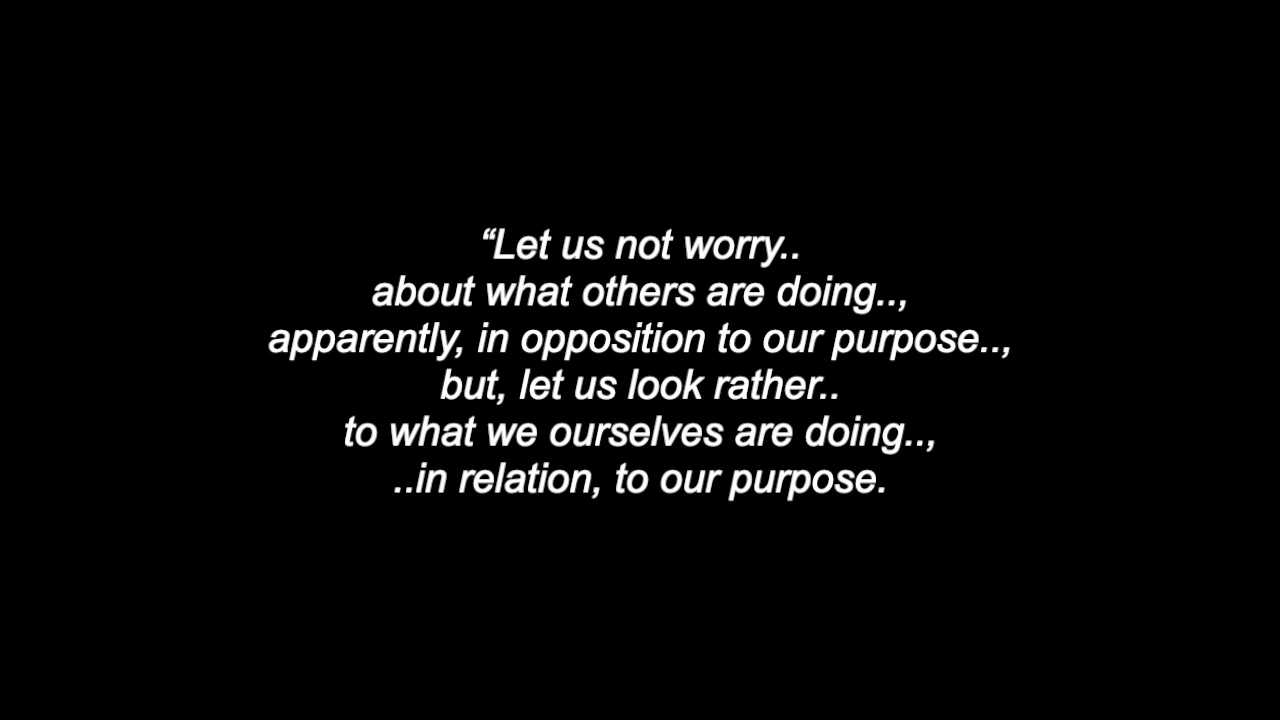 “Let us not worry..
about what others are doing..,
apparently, in opposition to our purpose..,
but, let us look rather..
to what we ourselves are doing..,
..in relation, to our purpose.